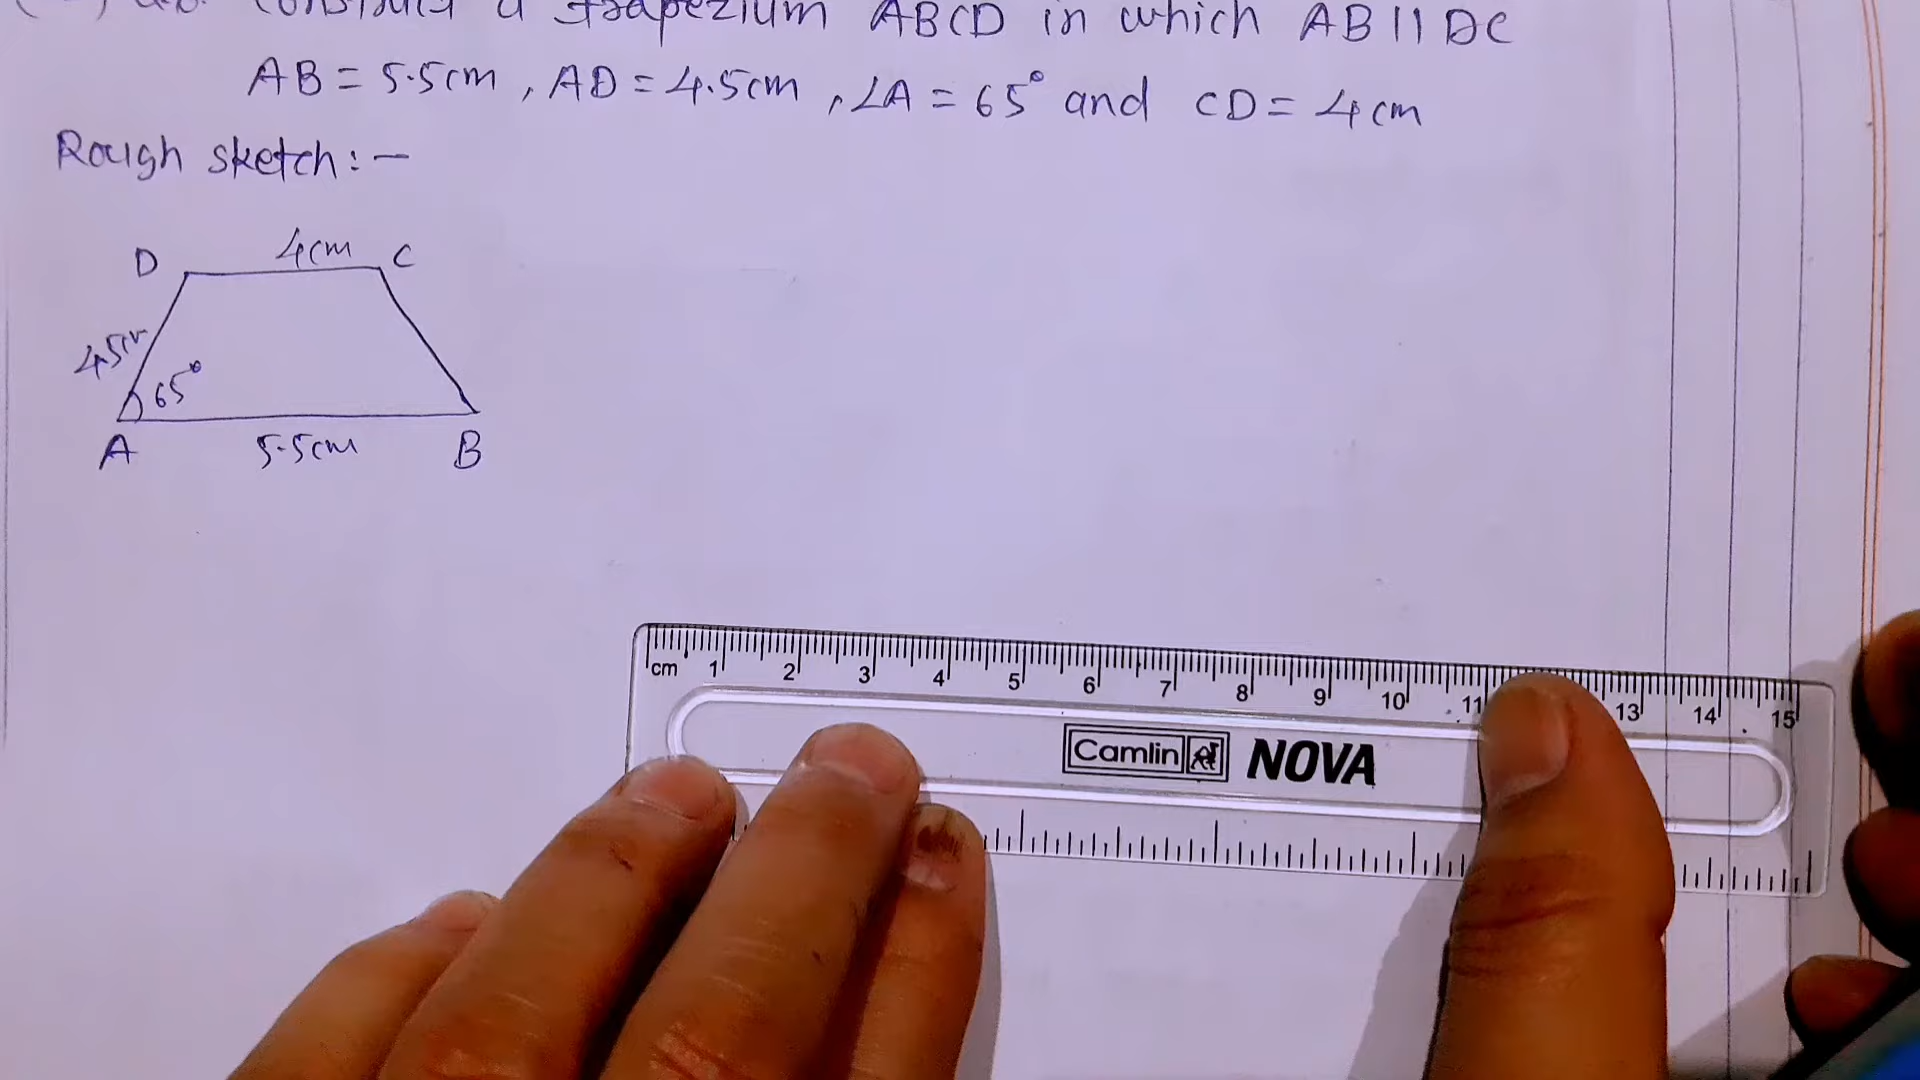 construct a trapezium ABCD in which AB || DC
AB = 5.5cm , AD = 4.5cm , ∠A = 65° and CD = 4cm
Rough sketch:-
D 4cm C
4.5cm
65°
A 5.5cm B
cm 1 2 3 4 5 6 7 8 9 10 11 13 14 15
Camlin NOVA